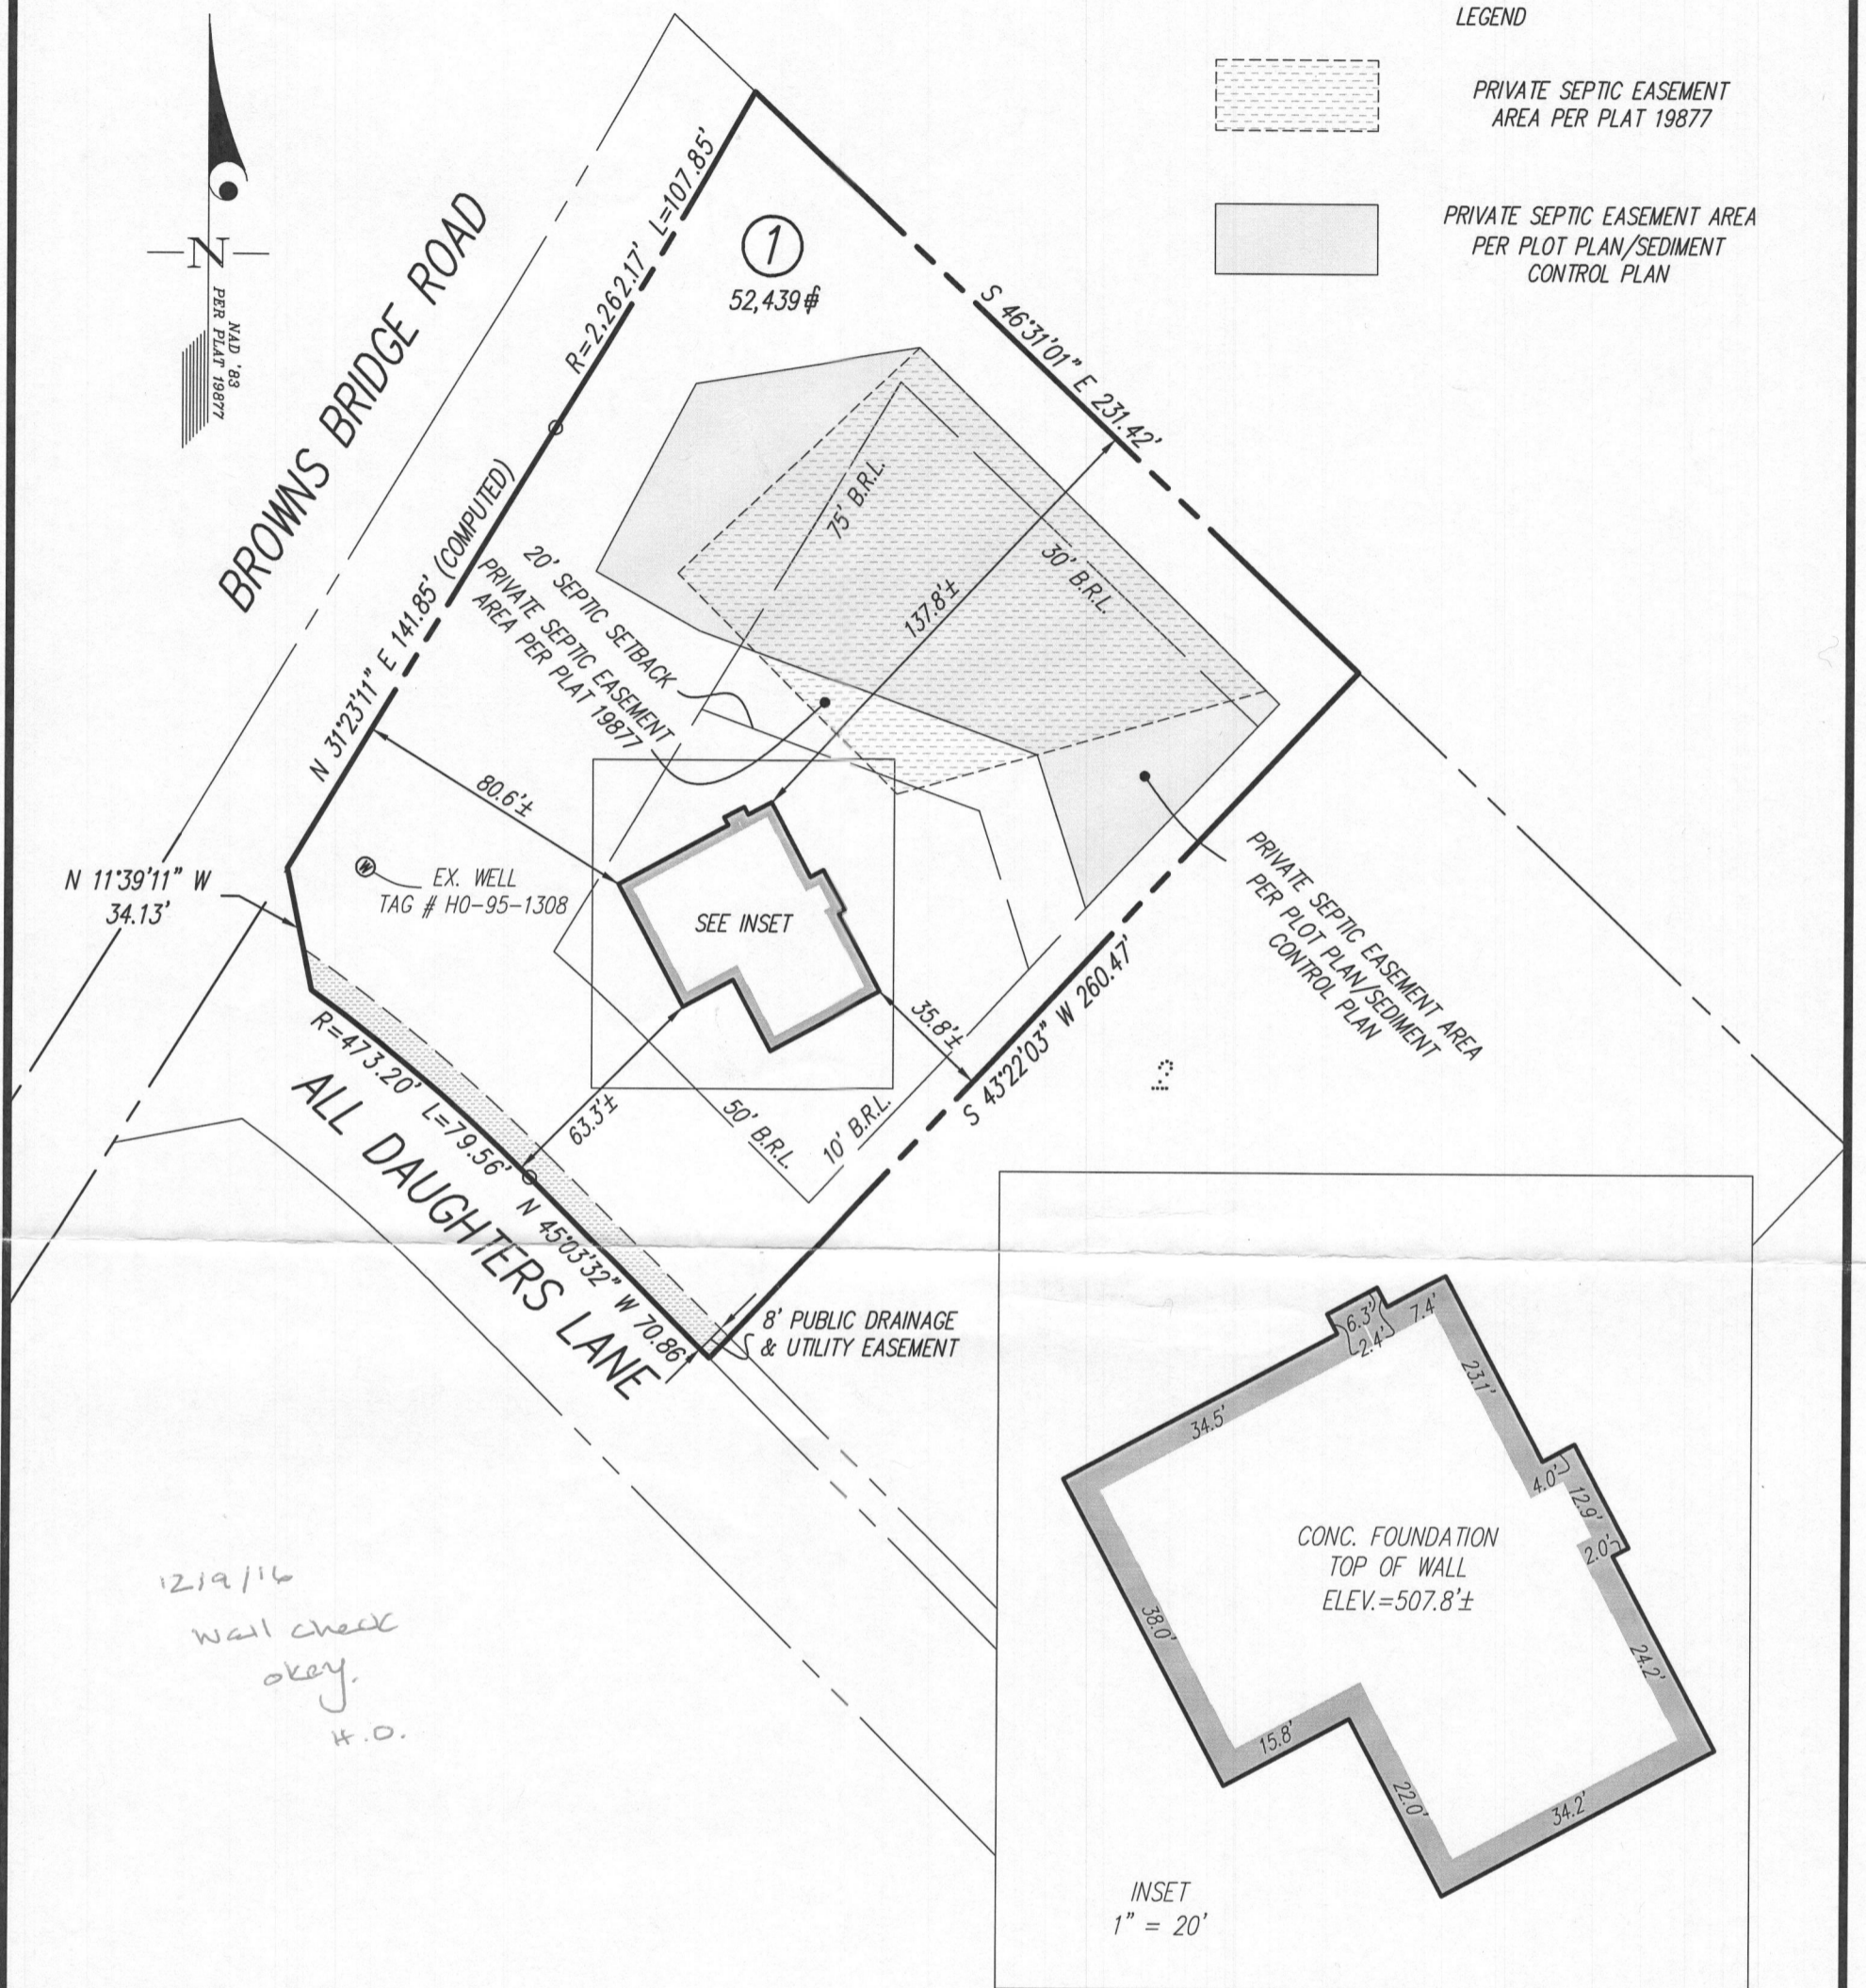 LEGEND
PRIVATE SEPTIC EASEMENT
AREA PER PLAT 19877
PRIVATE SEPTIC EASEMENT AREA
PER PLOT PLAN/SEDIMENT
CONTROL PLAN
N
NAD '83
PER PLAT 19877
BROWNS BRIDGE ROAD
R=2,262.17' L=107.85'
1
52,439
S 46°31'01" E 231.42'
N 31°23'11" E 141.85' (COMPUTED)
75' B.R.L.
30' B.R.L.
137.8'±
20' SEPTIC SETBACK
PRIVATE SEPTIC EASEMENT
AREA PER PLAT 19877
80.6'±
N 11°39'11" W
34.13'
W
EX. WELL
TAG # HO-95-1308
SEE INSET
PRIVATE SEPTIC EASEMENT AREA
PER PLOT PLAN/SEDIMENT
CONTROL PLAN
35.8'±
S 43°22'03" W 260.47'
2
63.3'±
50' B.R.L.
10' B.R.L.
R=473.20' L=79.56'
N 45°03'32" W 70.86'
ALL DAUGHTERS LANE
8' PUBLIC DRAINAGE
& UTILITY EASEMENT
6.3'
2.4'
7.4'
23.1'
34.5'
4.0'
12.9'
2.0'
CONC. FOUNDATION
TOP OF WALL
ELEV.=507.8'±
38.0'
24.2'
15.8'
22.0'
34.2'
INSET
1" = 20'
12/9/16
Wall check
okay.
H.O.